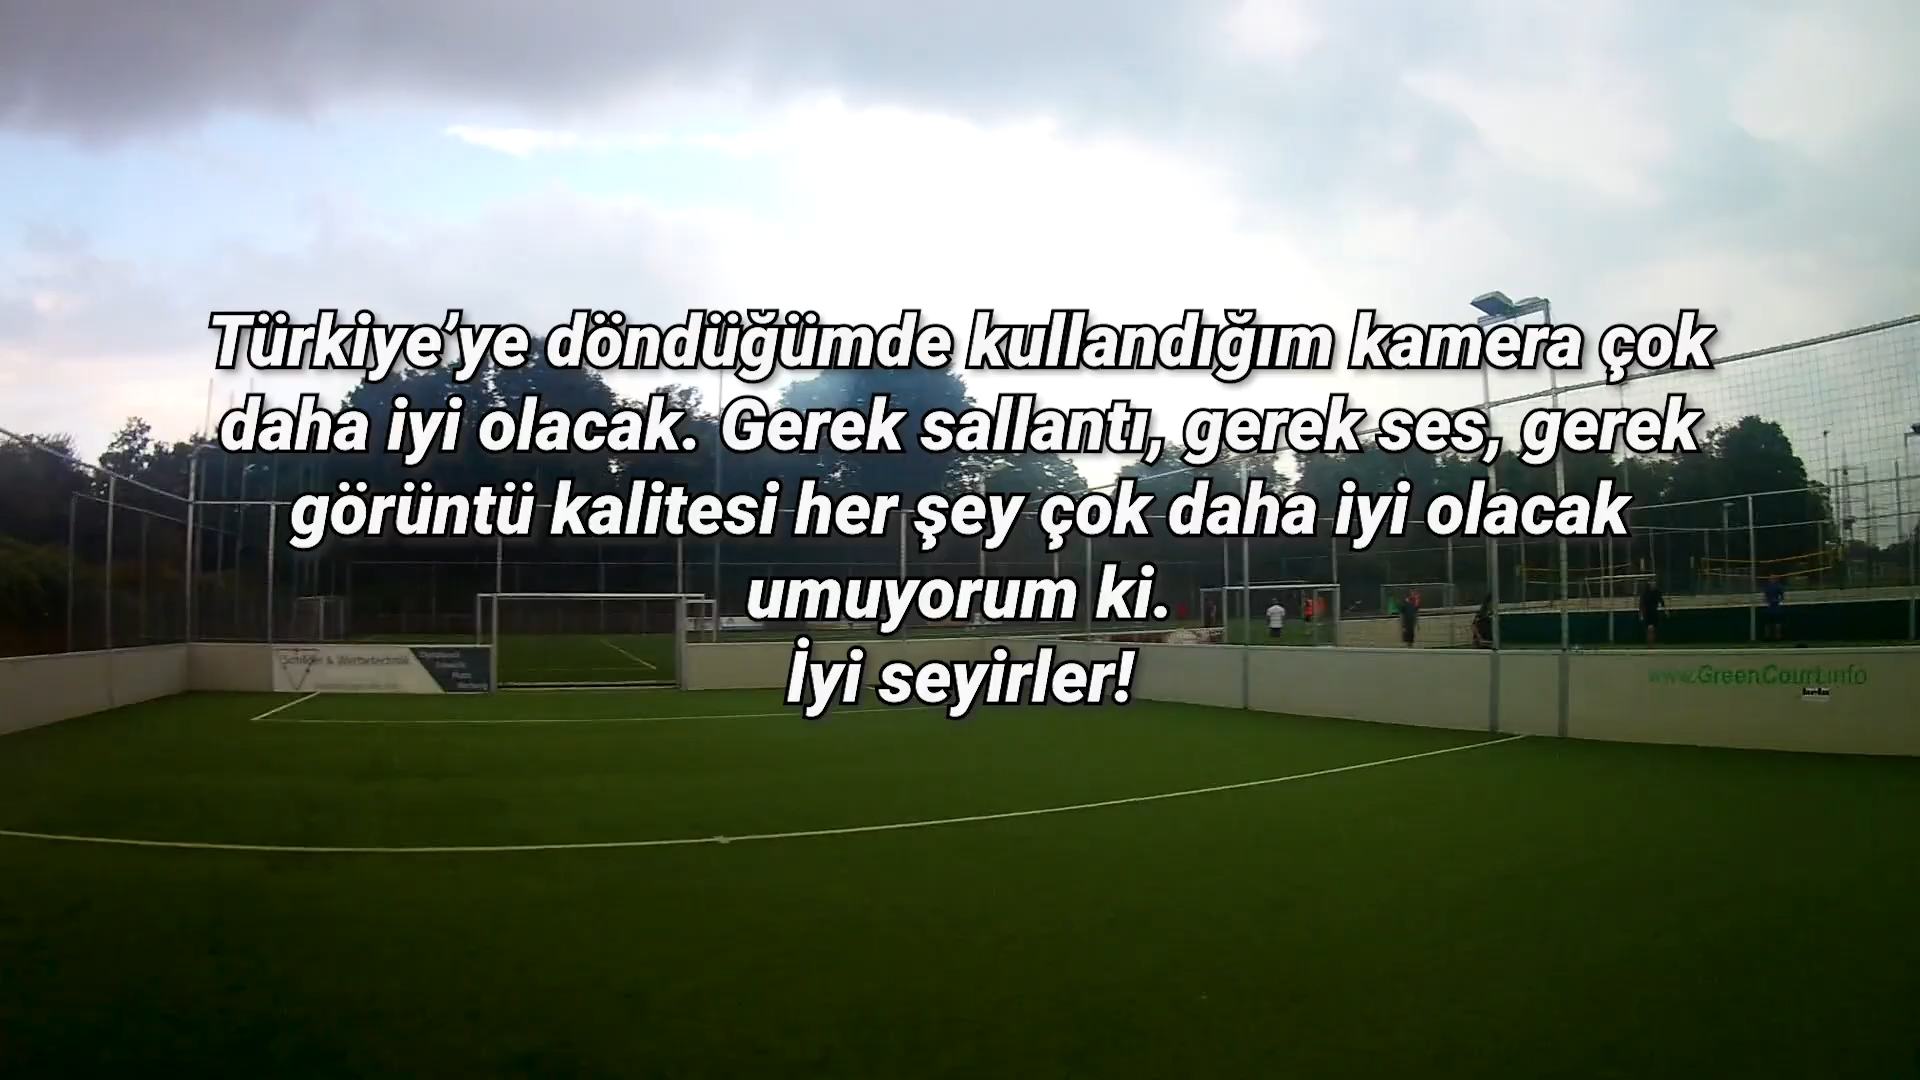 Türkiye’ye döndüğümde kullandığım kamera çok
daha iyi olacak. Gerek sallantı, gerek ses, gerek
görüntü kalitesi her şey çok daha iyi olacak
umuyorum ki.
İyi seyirler!
& Werbetechnik
www.GreenCourt.info